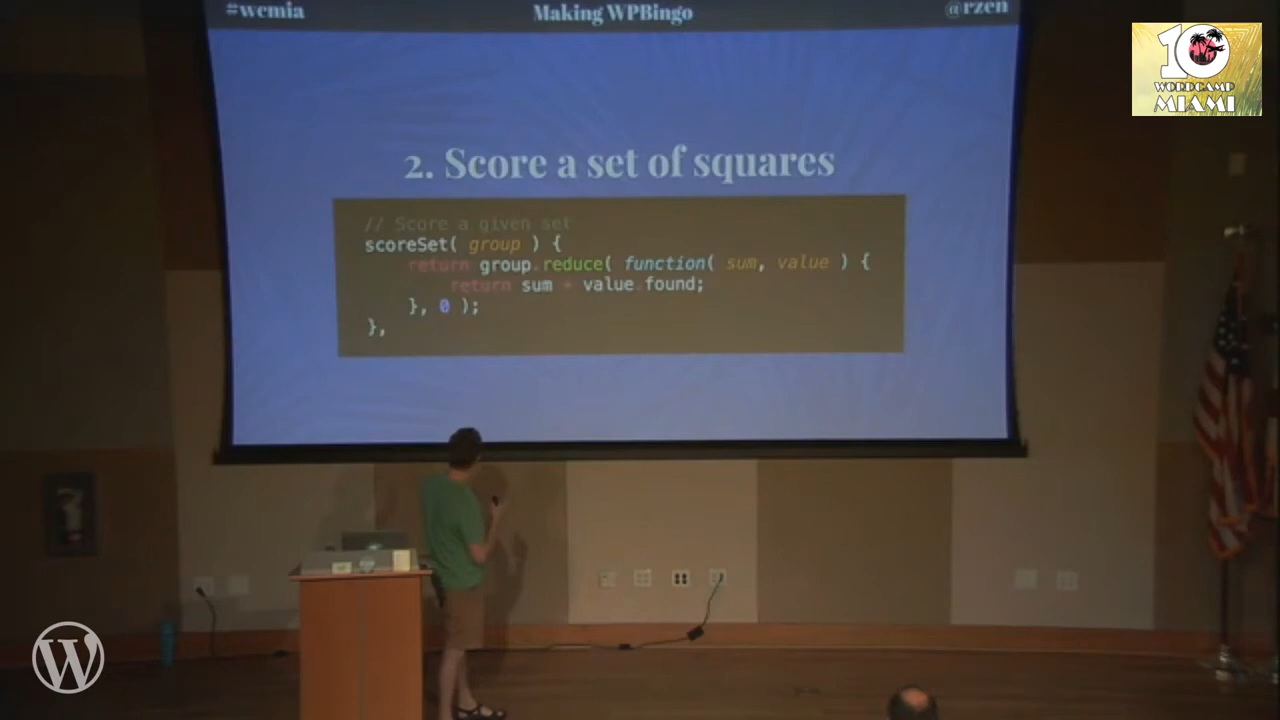 #wcmia
Making WPBingo
@rzen
10
WORDCAMP
MIAMI
2. Score a set of squares
// Score a given set
scoreSet( group ) {
return group.reduce( function( sum, value ) {
return sum + value.found;
}, 0 );
},
W